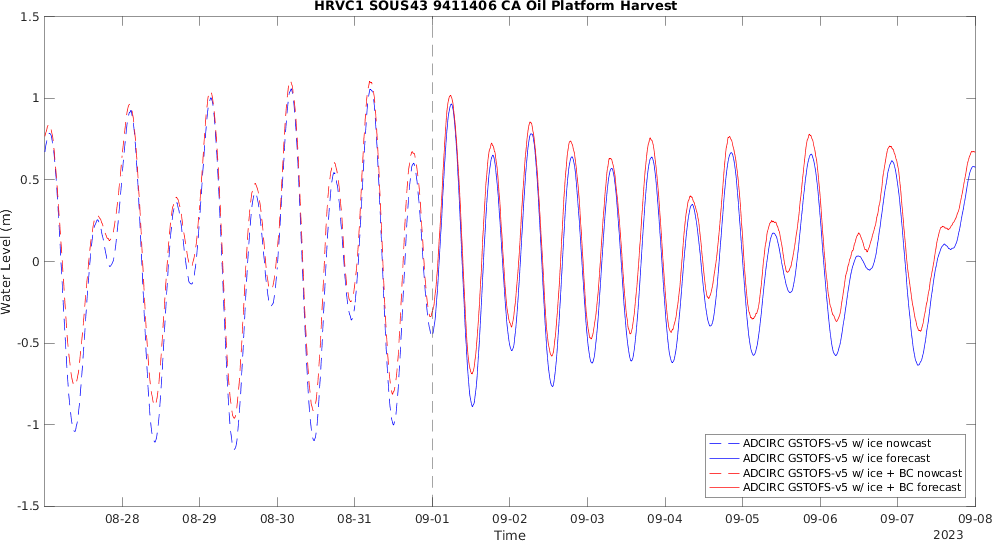 HRVC1 SOUS43 9411406 CA Oil Platform Harvest
1.5
1
0.5
0
-0.5
-1
-1.5
Water Level (m)
ADCIRC GSTOFS-v5 w/ ice nowcast
ADCIRC GSTOFS-v5 w/ ice forecast
ADCIRC GSTOFS-v5 w/ ice + BC nowcast
ADCIRC GSTOFS-v5 w/ ice + BC forecast
08-28 08-29 08-30 08-31 09-01 09-02 09-03 09-04 09-05 09-06 09-07 09-08
Time
2023